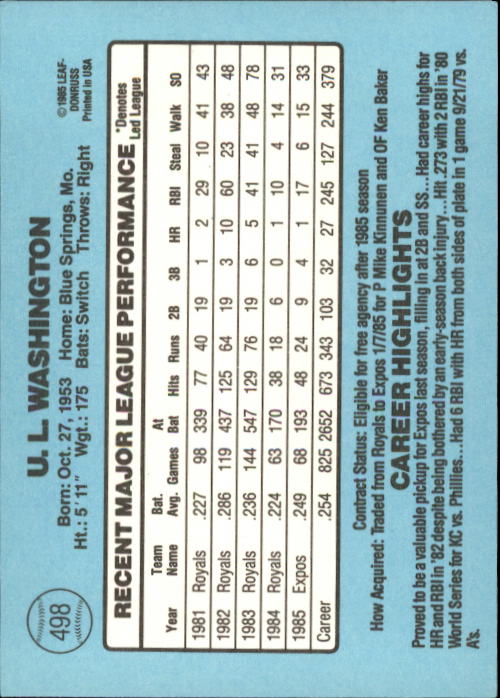 498
U. L. WASHINGTON
©1985 LEAF-
DONRUSS
Printed in USA
Born: Oct. 27, 1953 Home: Blue Springs, Mo.
Ht.: 5'11" Wgt.: 175 Bats: Switch Throws: Right
RECENT MAJOR LEAGUE PERFORMANCE *Denotes Led League
Year Team Name Bat. Avg. Games At Bat Hits Runs 2B 3B HR RBI Steal Walk SO
1981 Royals .227 98 339 77 40 19 1 2 29 10 41 43
1982 Royals .286 119 437 125 64 19 3 10 60 23 38 48
1983 Royals .236 144 547 129 76 19 6 5 41 41 48 78
1984 Royals .224 63 170 38 18 6 0 1 10 4 14 31
1985 Expos .249 68 193 48 24 9 4 1 17 6 15 33
Career .254 825 2652 673 343 103 32 27 245 127 244 379
Contract Status: Eligible for free agency after 1985 season
How Acquired: Traded from Royals to Expos 1/7/85 for P Mike Kinnunen and OF Ken Baker
CAREER HIGHLIGHTS
Proved to be a valuable pickup for Expos last season, filling in at 2B and SS...Had career highs for
HR and RBI in '82 despite being bothered by an early-season back injury...Hit .273 with 2 RBI in '80
World Series for KC vs. Phillies...Had 6 RBI with HR from both sides of plate in 1 game 9/21/79 vs.
A's.